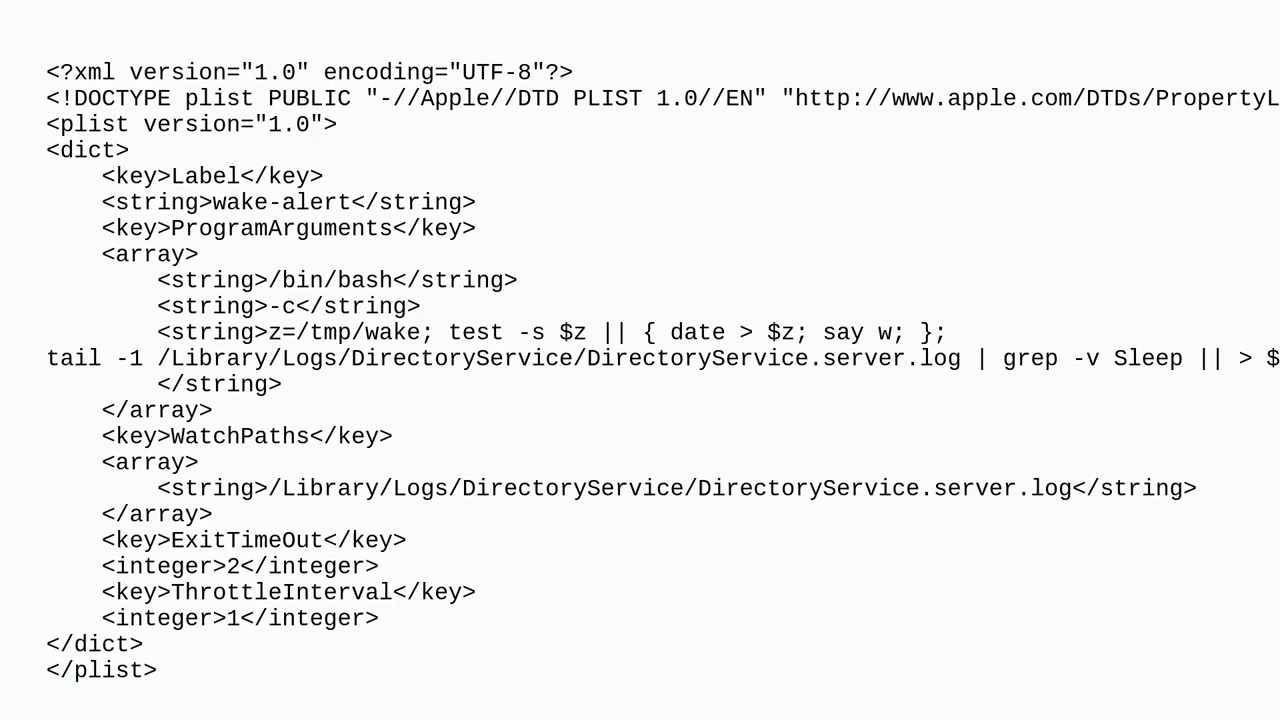 <?xml version="1.0" encoding="UTF-8"?>
<!DOCTYPE plist PUBLIC "-//Apple//DTD PLIST 1.0//EN" "http://www.apple.com/DTDs/PropertyL
<plist version="1.0">
<dict>
    <key>Label</key>
    <string>wake-alert</string>
    <key>ProgramArguments</key>
    <array>
        <string>/bin/bash</string>
        <string>-c</string>
        <string>z=/tmp/wake; test -s $z || { date > $z; say w; };
tail -1 /Library/Logs/DirectoryService/DirectoryService.server.log | grep -v Sleep || > $
        </string>
    </array>
    <key>WatchPaths</key>
    <array>
        <string>/Library/Logs/DirectoryService/DirectoryService.server.log</string>
    </array>
    <key>ExitTimeOut</key>
    <integer>2</integer>
    <key>ThrottleInterval</key>
    <integer>1</integer>
</dict>
</plist>